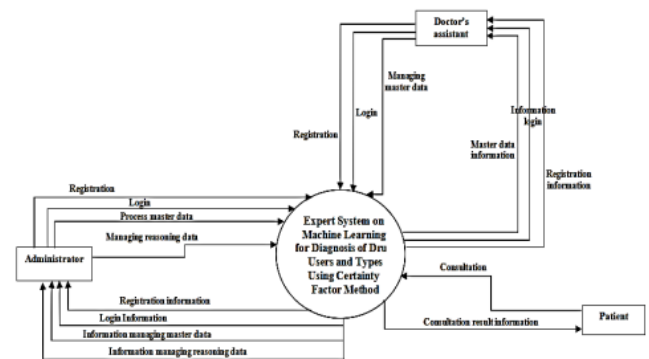 Doctor's
assistant
Managing
master data
Login
Registration
Information
login
Master data
information
Registration
information
Registration
Login
Process master data
Managing reasoning data
Administrator
Expert System on
Machine Learning
for Diagnosis of Dru
Users and Types
Using Certainty
Factor Method
Consultation
Patient
Consultation result information
Registration information
Login Information
Information managing master data
Information managing reasoning data